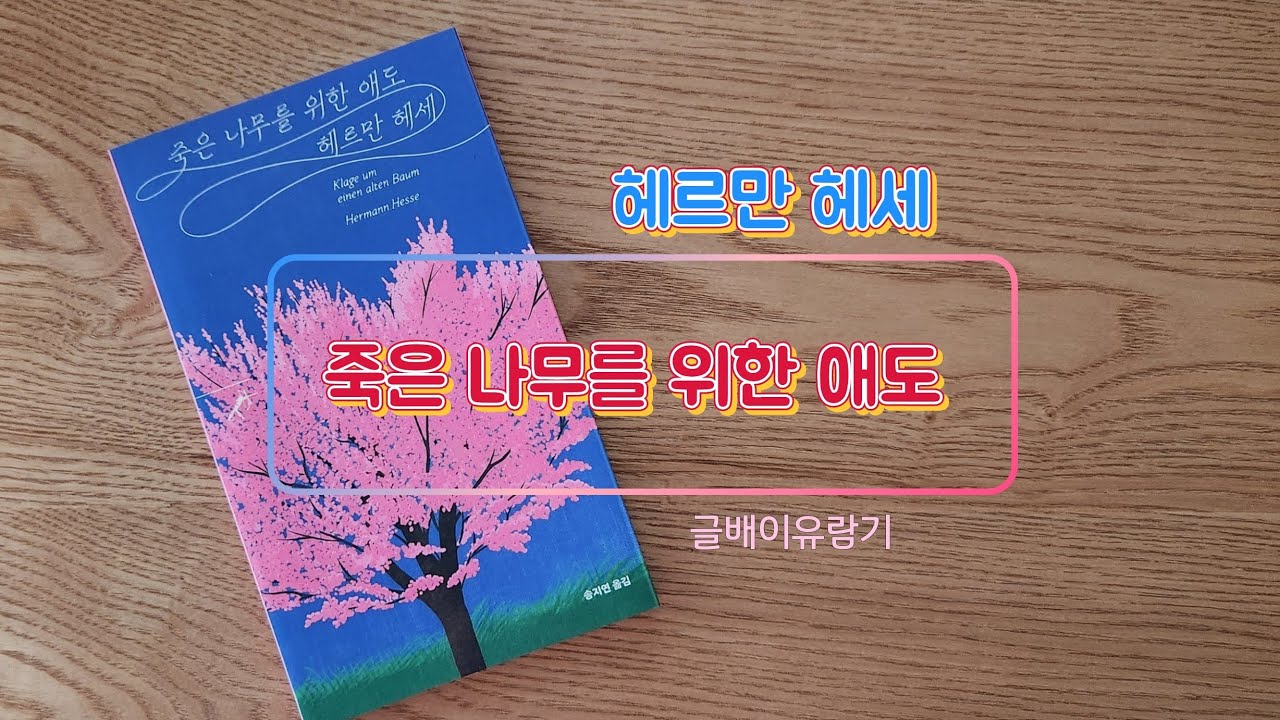 죽은 나무를 위한 애도
헤르만 헤세
Klage um
einen alten Baum
Hermann Hesse
송지연 옮김
헤르만 헤세
죽은 나무를 위한 애도
글배이유람기